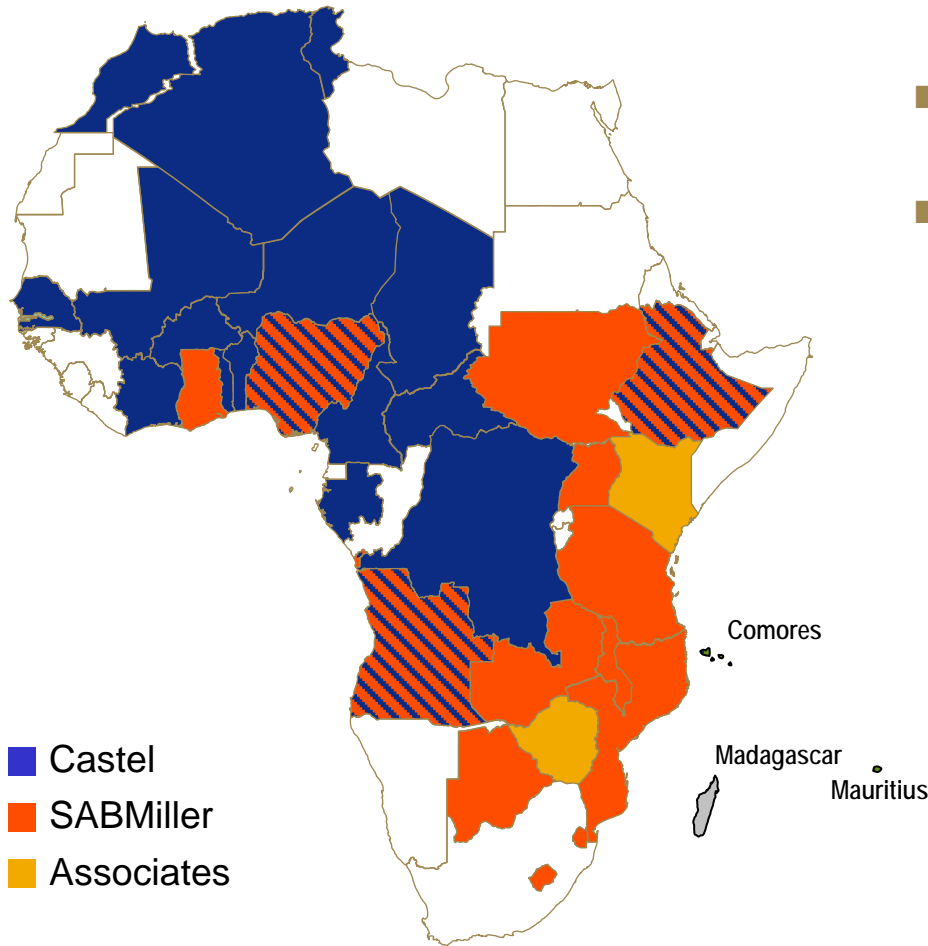 Comores
Madagascar
Mauritius
Castel
SABMiller
Associates